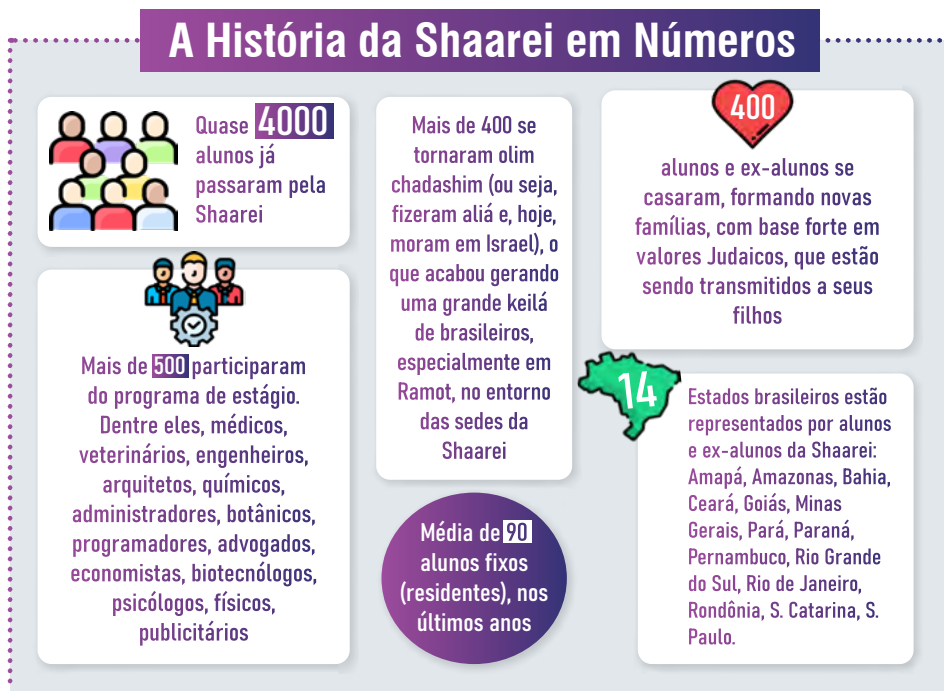 A História da Shaarei em Números
Quase 4000
alunos já
passaram pela
Shaarei
Mais de 500 participaram
do programa de estágio.
Dentre eles, médicos,
veterinários, engenheiros,
arquitetos, químicos,
administradores, botânicos,
programadores, advogados,
economistas, biotecnólogos,
psicólogos, físicos,
publicitários
Mais de 400 se
tornaram olim
chadashim (ou seja,
fizeram aliá e, hoje,
moram em Israel), o
que acabou gerando
uma grande keilá
de brasileiros,
especialmente em
Ramot, no entorno
das sedes da
Shaarei
Média de 90
alunos fixos
(residentes), nos
últimos anos
400
alunos e ex-alunos se
casaram, formando novas
famílias, com base forte em
valores Judaicos, que estão
sendo transmitidos a seus
filhos
14
Estados brasileiros estão
representados por alunos
e ex-alunos da Shaarei:
Amapá, Amazonas, Bahia,
Ceará, Goiás, Minas
Gerais, Pará, Paraná,
Pernambuco, Rio Grande
do Sul, Rio de Janeiro,
Rondônia, S. Catarina, S.
Paulo.